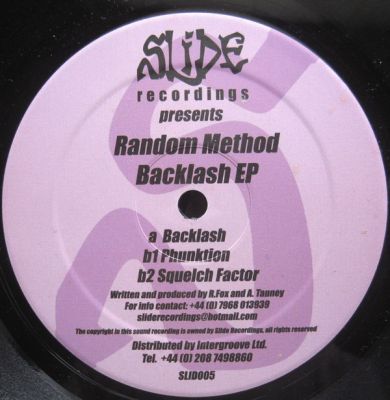 SLiDE
recordings
presents
Random Method
Backlash EP
a Backlash
b1 Phunktion
b2 Squelch Factor
Written and produced by R.Fox and A. Tanney
For info contact: +44 (0) 7968 013939
sliderecordings@hotmail.com
The copyright in this sound recording is owned by Slide Recordings, all rights reserved
Distributed by Intergroove Ltd.
Tel. +44 (0) 208 7498860
SLID005